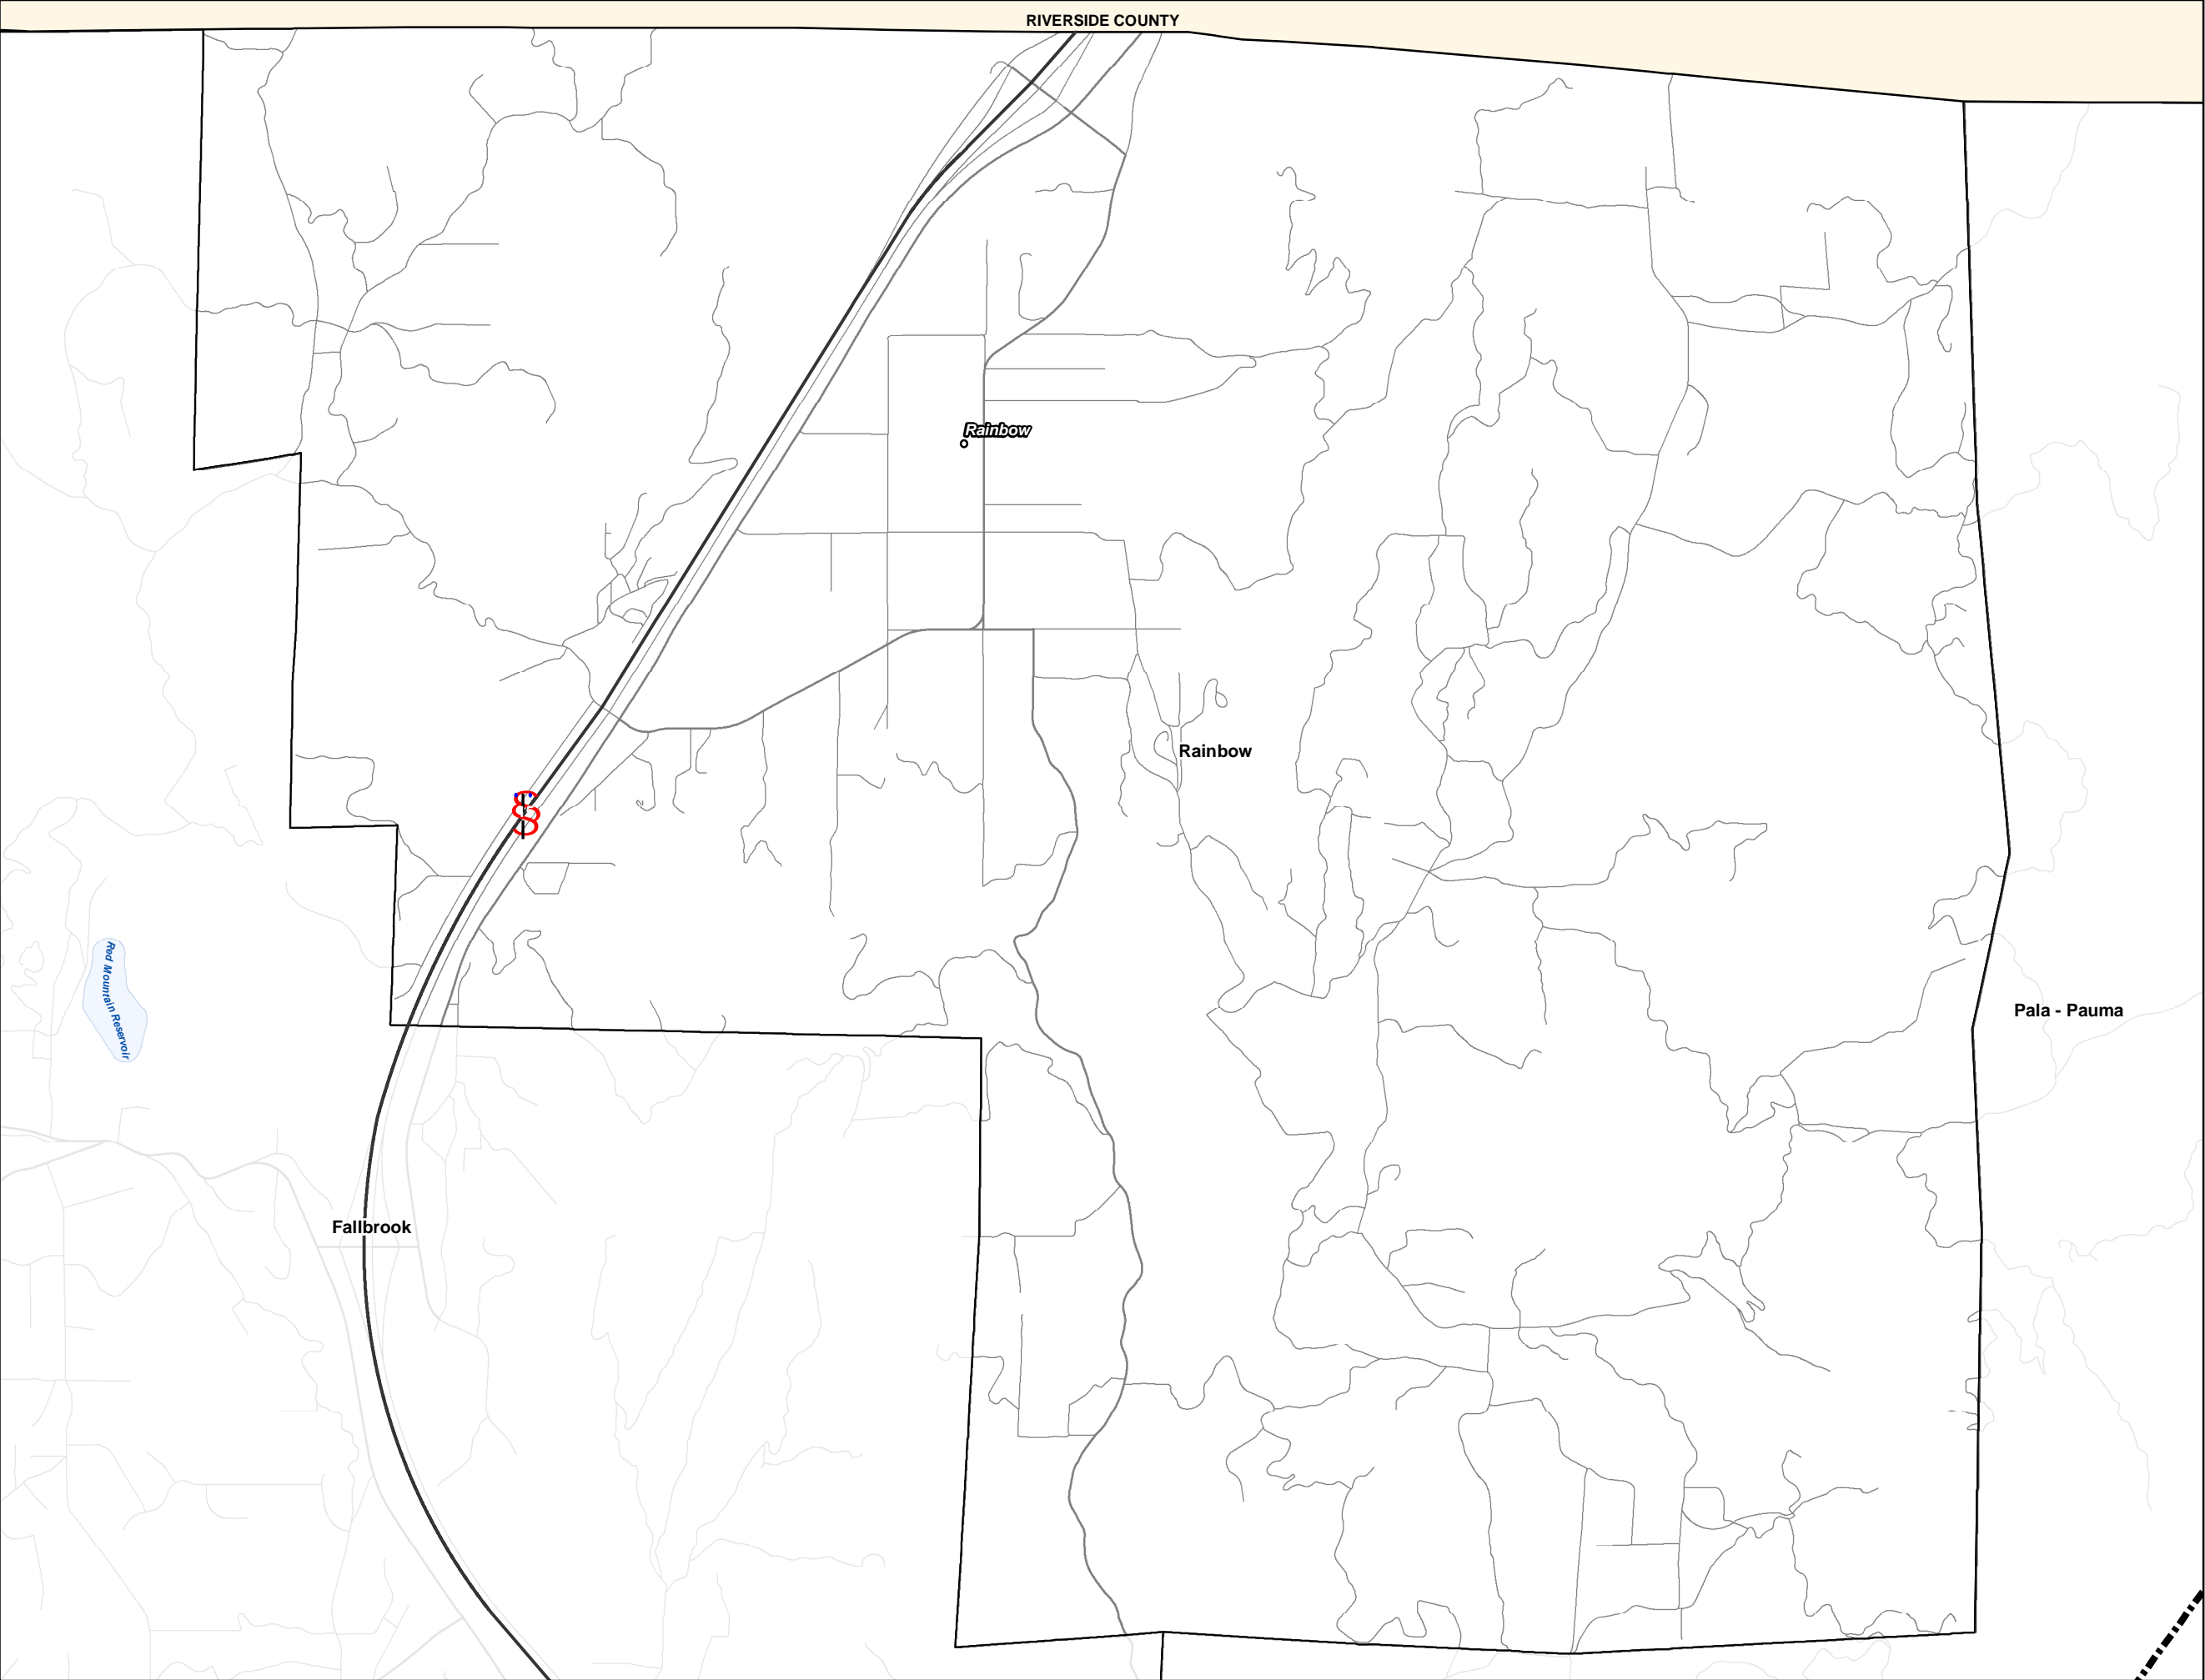 RIVERSIDE COUNTY
Rainbow
Rainbow
Red Mountain Reservoir
Pala - Pauma
Fallbrook